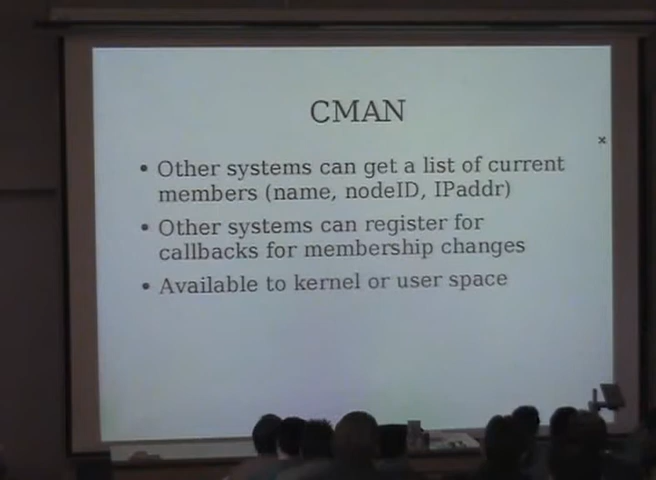 CMAN
• Other systems can get a list of current
members (name, nodeID, IPaddr)
• Other systems can register for
callbacks for membership changes
• Available to kernel or user space